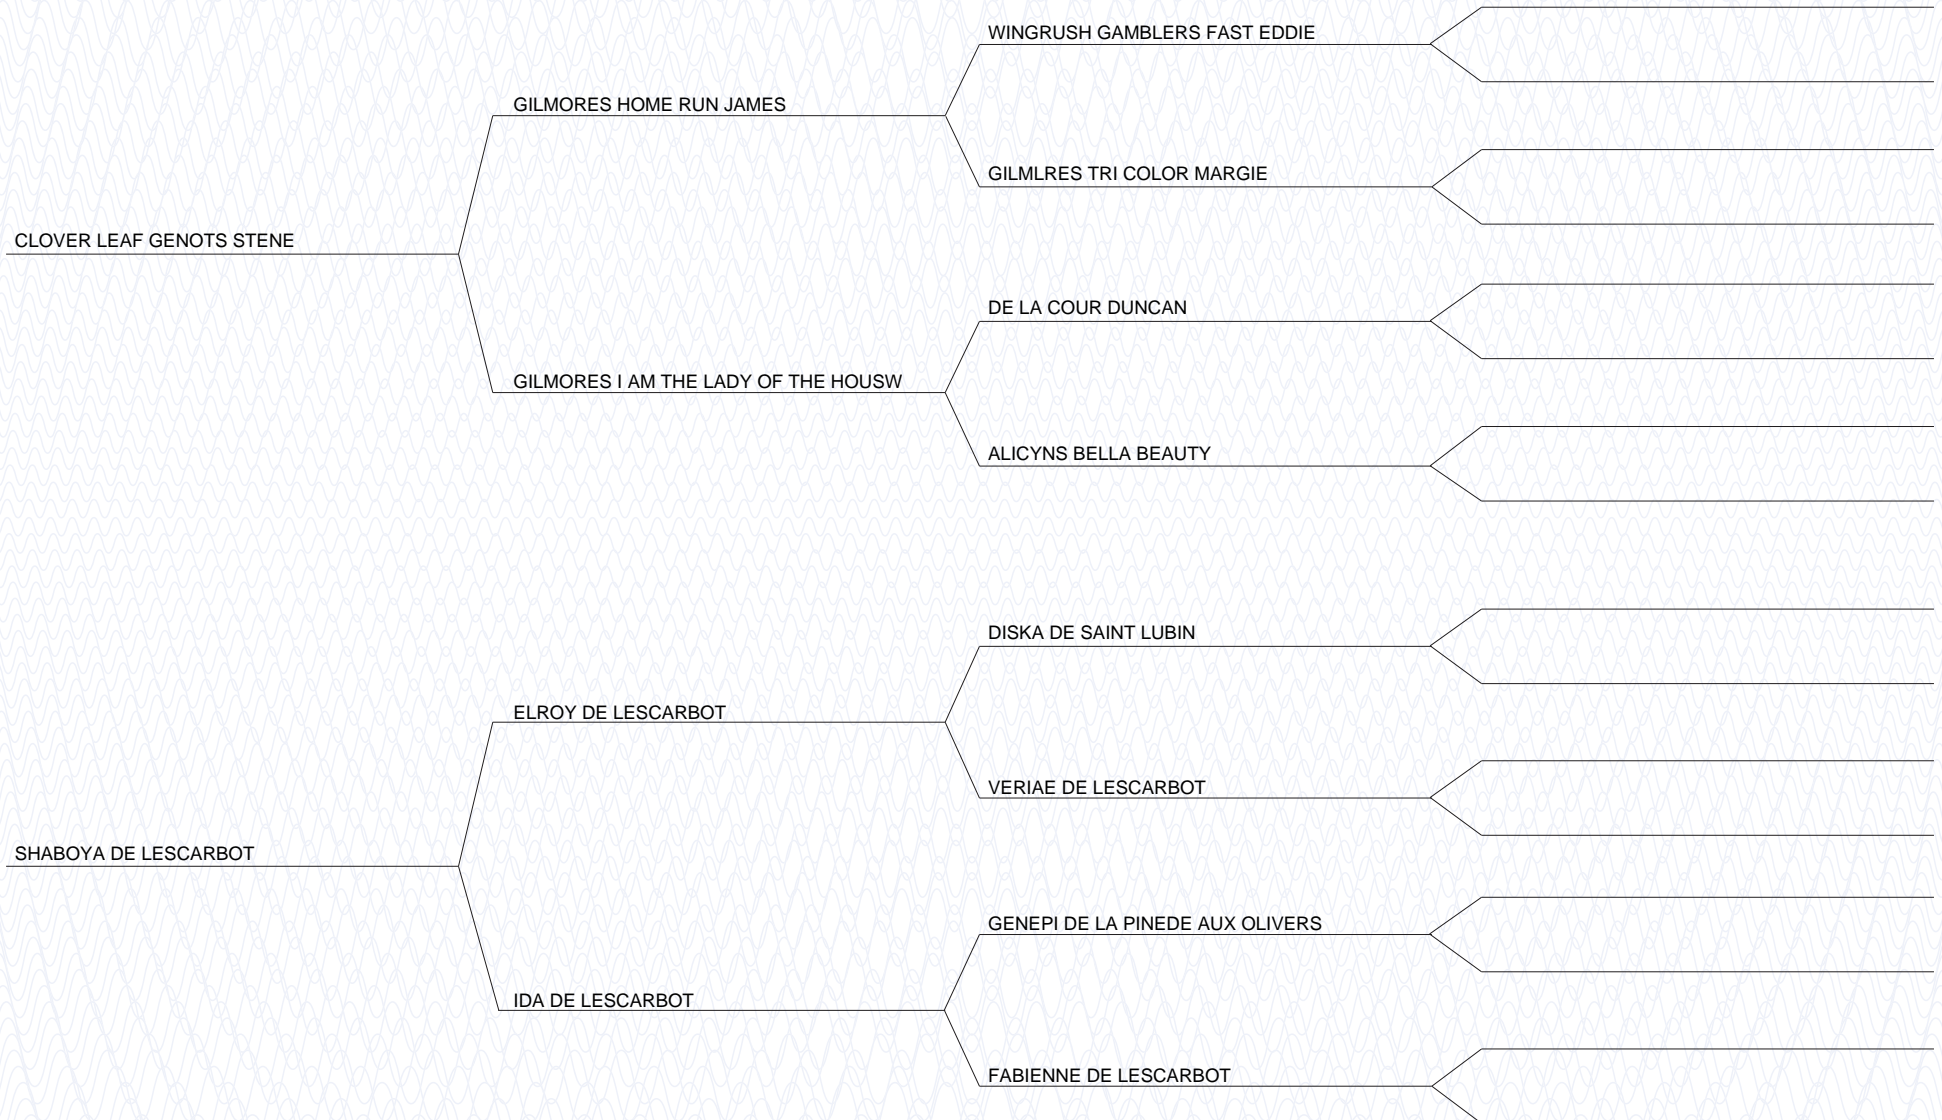 WINGRUSH GAMBLERS FAST EDDIE
GILMORES HOME RUN JAMES
GILMLRES TRI COLOR MARGIE
CLOVER LEAF GENOTS STENE
DE LA COUR DUNCAN
GILMORES I AM THE LADY OF THE HOUSW
ALICYNS BELLA BEAUTY
DISKA DE SAINT LUBIN
ELROY DE LESCARBOT
VERIAE DE LESCARBOT
SHABOYA DE LESCARBOT
GENEPI DE LA PINEDE AUX OLIVERS
IDA DE LESCARBOT
FABIENNE DE LESCARBOT